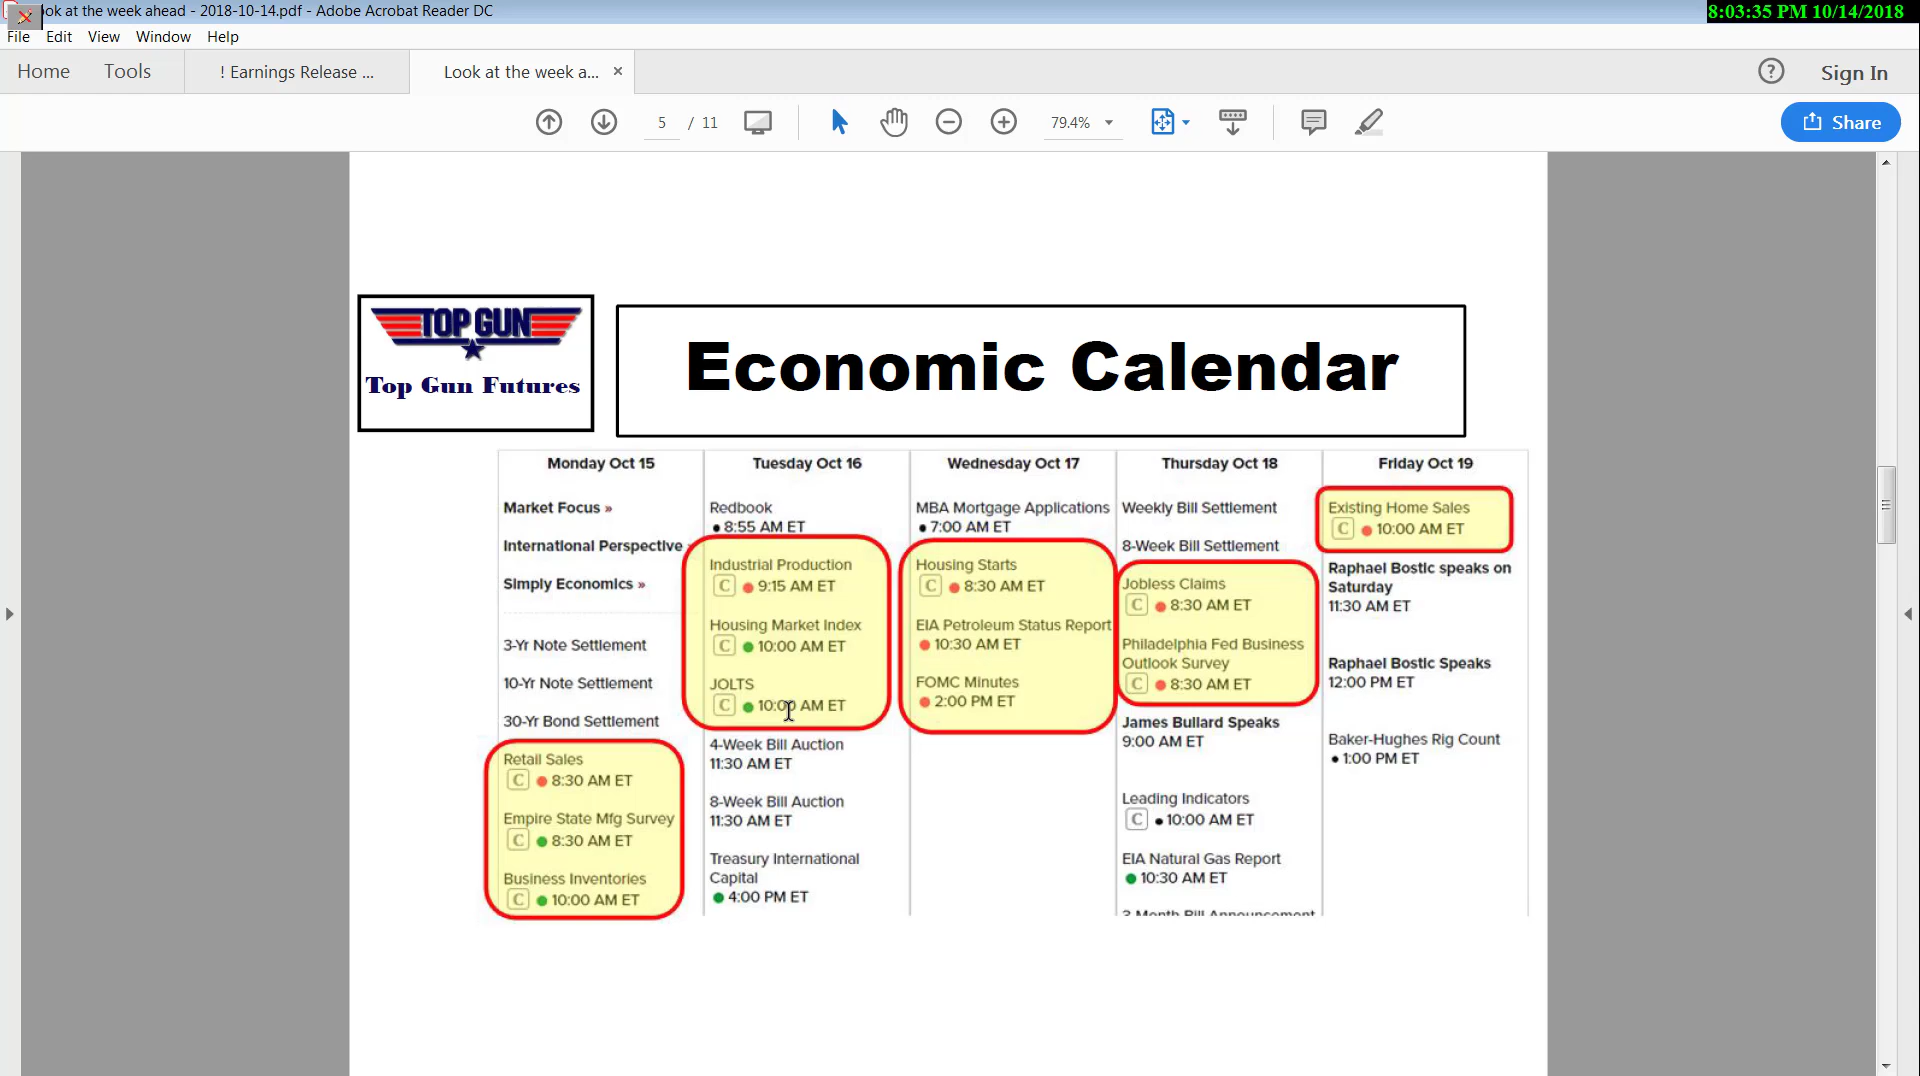 ook at the week ahead - 2018-10-14.pdf - Adobe Acrobat Reader DC
8:03:35 PM 10/14/2018
File Edit View Window Help
Home Tools ! Earnings Release ... Look at the week a... × ? Sign In
5 / 11 79.4% Share
TOP GUN
Top Gun Futures
Economic Calendar
Monday Oct 15
Market Focus »
International Perspective
Simply Economics »
3-Yr Note Settlement
10-Yr Note Settlement
30-Yr Bond Settlement
Retail Sales
C 8:30 AM ET
Empire State Mfg Survey
C 8:30 AM ET
Business Inventories
C 10:00 AM ET
Tuesday Oct 16
Redbook
8:55 AM ET
Industrial Production
C 9:15 AM ET
Housing Market Index
C 10:00 AM ET
JOLTS
C 10:00 AM ET
4-Week Bill Auction
11:30 AM ET
8-Week Bill Auction
11:30 AM ET
Treasury International
Capital
4:00 PM ET
Wednesday Oct 17
MBA Mortgage Applications
7:00 AM ET
Housing Starts
C 8:30 AM ET
EIA Petroleum Status Report
10:30 AM ET
FOMC Minutes
2:00 PM ET
Thursday Oct 18
Weekly Bill Settlement
8-Week Bill Settlement
Jobless Claims
C 8:30 AM ET
Philadelphia Fed Business
Outlook Survey
C 8:30 AM ET
James Bullard Speaks
9:00 AM ET
Leading Indicators
C 10:00 AM ET
EIA Natural Gas Report
10:30 AM ET
3-Month Bill Announcement
Friday Oct 19
Existing Home Sales
C 10:00 AM ET
Raphael Bostic speaks on
Saturday
11:30 AM ET
Raphael Bostic Speaks
12:00 PM ET
Baker-Hughes Rig Count
1:00 PM ET